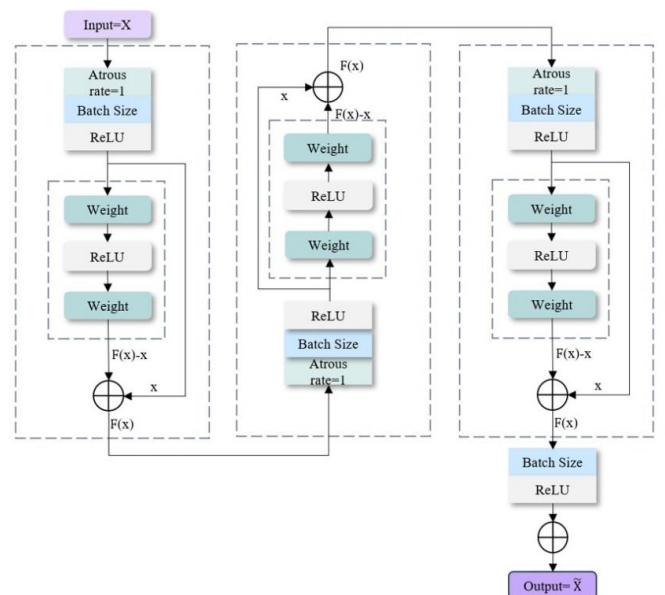 Input=X
Atrous
rate=1
Batch Size
ReLU
Weight
ReLU
Weight
F(x)-x
x
F(x)
F(x)
x
F(x)-x
Weight
ReLU
Weight
ReLU
Batch Size
Atrous
rate=1
Atrous
rate=1
Batch Size
ReLU
Weight
ReLU
Weight
F(x)-x
x
F(x)
Batch Size
ReLU
Output= X̃